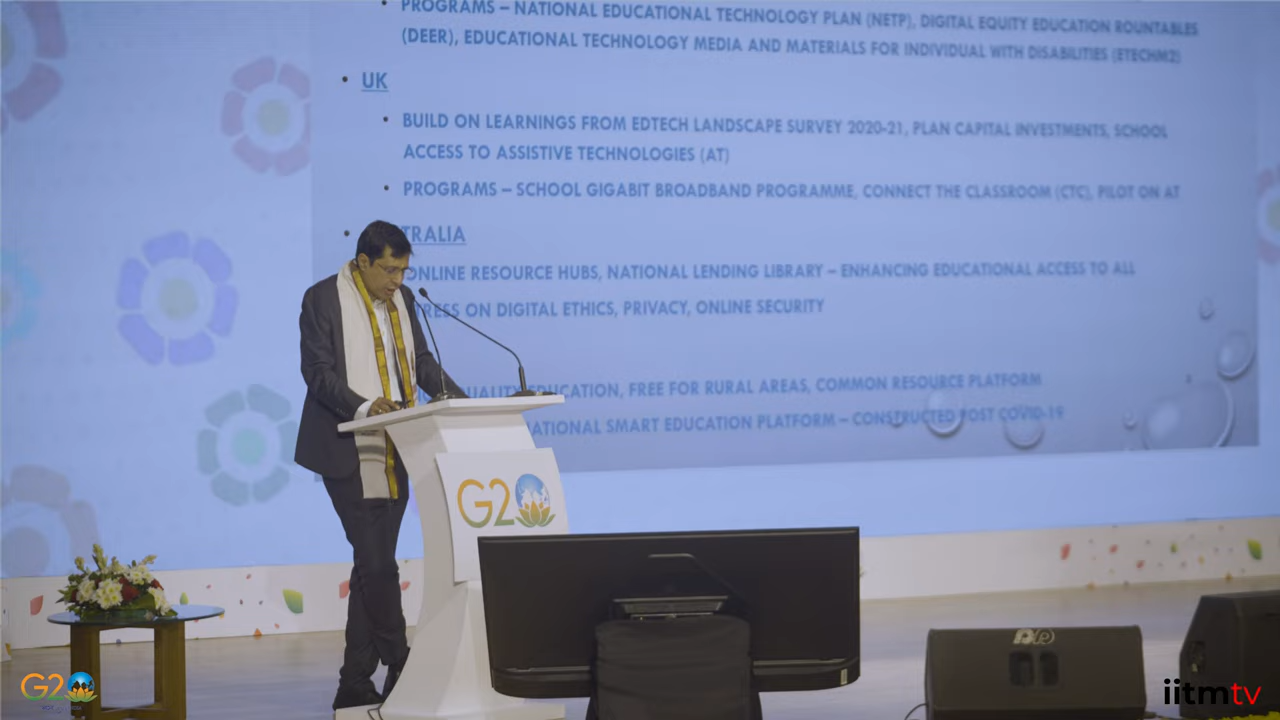 PROGRAMS – NATIONAL EDUCATIONAL TECHNOLOGY PLAN (NETP), DIGITAL EQUITY EDUCATION ROUNTABLES
(DEER), EDUCATIONAL TECHNOLOGY MEDIA AND MATERIALS FOR INDIVIDUAL WITH DISABILITIES (ETECHM2)
UK
BUILD ON LEARNINGS FROM EDTECH LANDSCAPE SURVEY 2020-21, PLAN CAPITAL INVESTMENTS, SCHOOL
ACCESS TO ASSISTIVE TECHNOLOGIES (AT)
PROGRAMS – SCHOOL GIGABIT BROADBAND PROGRAMME, CONNECT THE CLASSROOM (CTC), PILOT ON AT
TRALIA
ONLINE RESOURCE HUBS, NATIONAL LENDING LIBRARY – ENHANCING EDUCATIONAL ACCESS TO ALL
TRESS ON DIGITAL ETHICS, PRIVACY, ONLINE SECURITY
QUALITY EDUCATION, FREE FOR RURAL AREAS, COMMON RESOURCE PLATFORM
ATIONAL SMART EDUCATION PLATFORM – CONSTRUCTED POST COVID-19
G20
G20
iitmtv